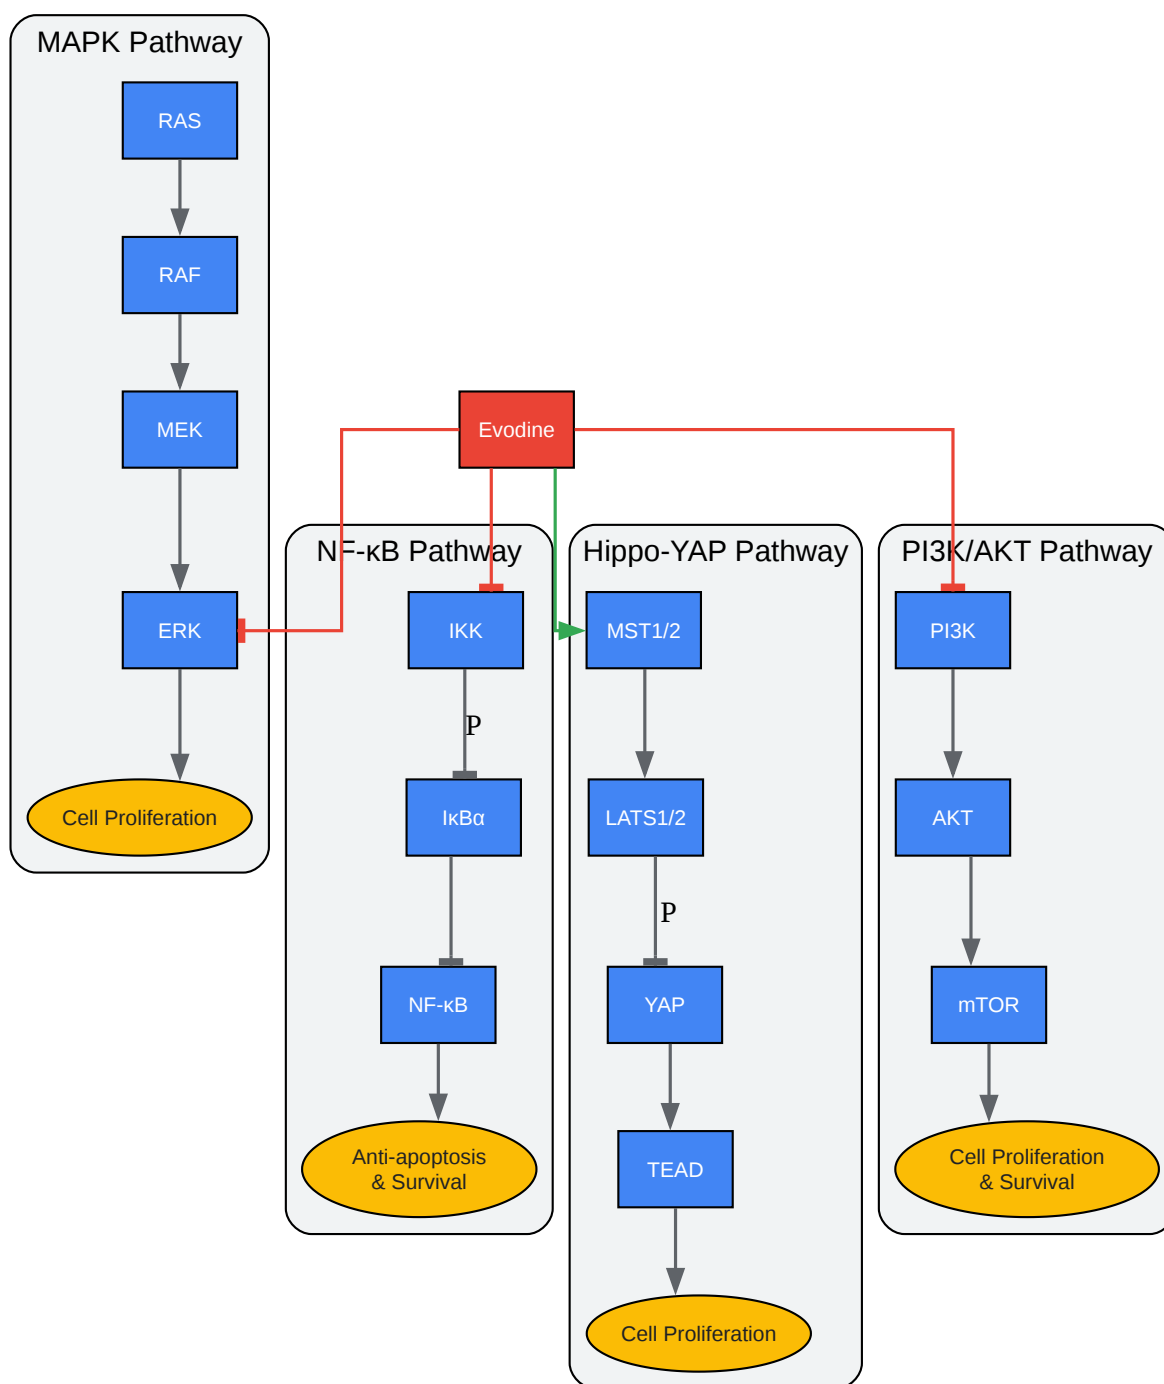 MAPK Pathway
RAS
RAF
MEK
ERK
Cell Proliferation
Evodine
NF-κB Pathway
IKK
P
IκBα
NF-κB
Anti-apoptosis
& Survival
Hippo-YAP Pathway
MST1/2
LATS1/2
P
YAP
TEAD
Cell Proliferation
PI3K/AKT Pathway
PI3K
AKT
mTOR
Cell Proliferation
& Survival